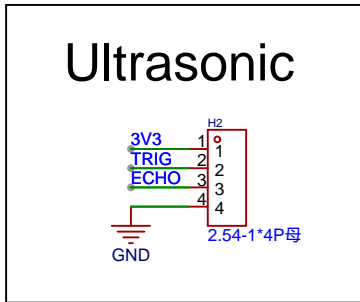 Ultrasonic
H2
3V3 1 1
TRIG 2 2
ECHO 3 3
4 4
GND
2.54-1*4P母